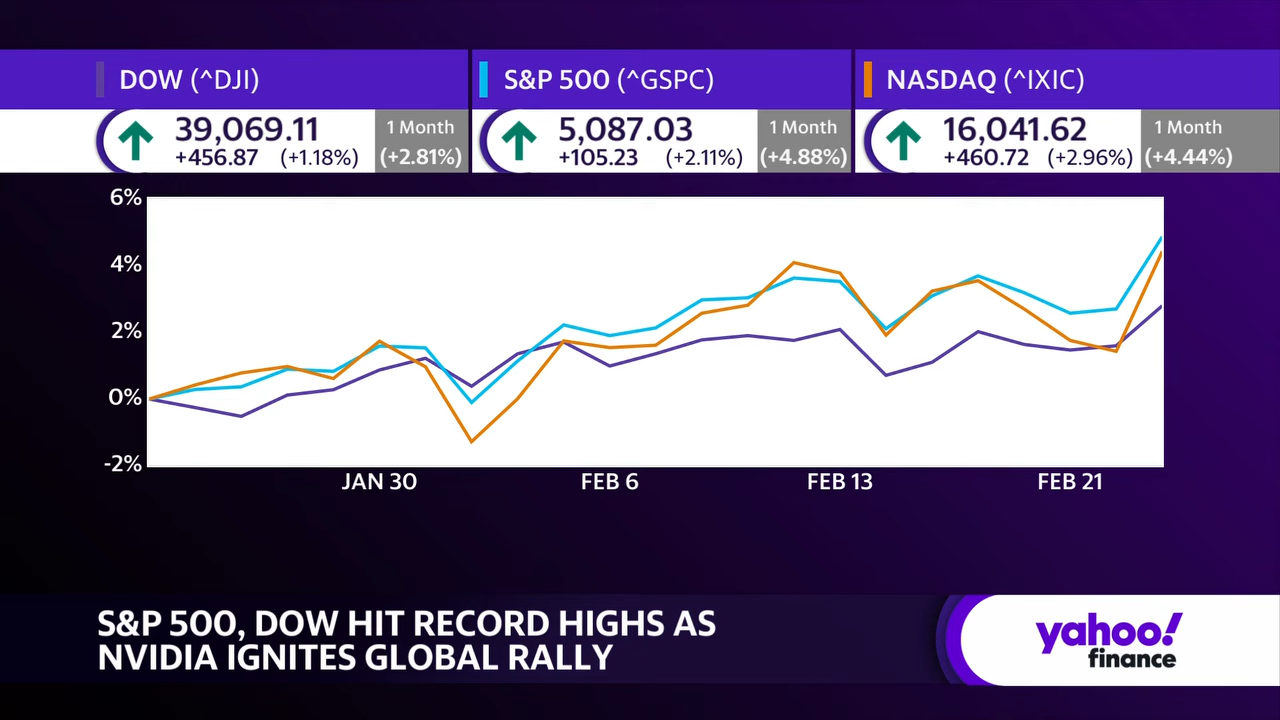 DOW (^DJI)
39,069.11
+456.87 (+1.18%)
1 Month
(+2.81%)
S&P 500 (^GSPC)
5,087.03
+105.23 (+2.11%)
1 Month
(+4.88%)
NASDAQ (^IXIC)
16,041.62
+460.72 (+2.96%)
1 Month
(+4.44%)
6%
4%
2%
0%
-2%
JAN 30 FEB 6 FEB 13 FEB 21
S&P 500, DOW HIT RECORD HIGHS AS
NVIDIA IGNITES GLOBAL RALLY
yahoo!
finance